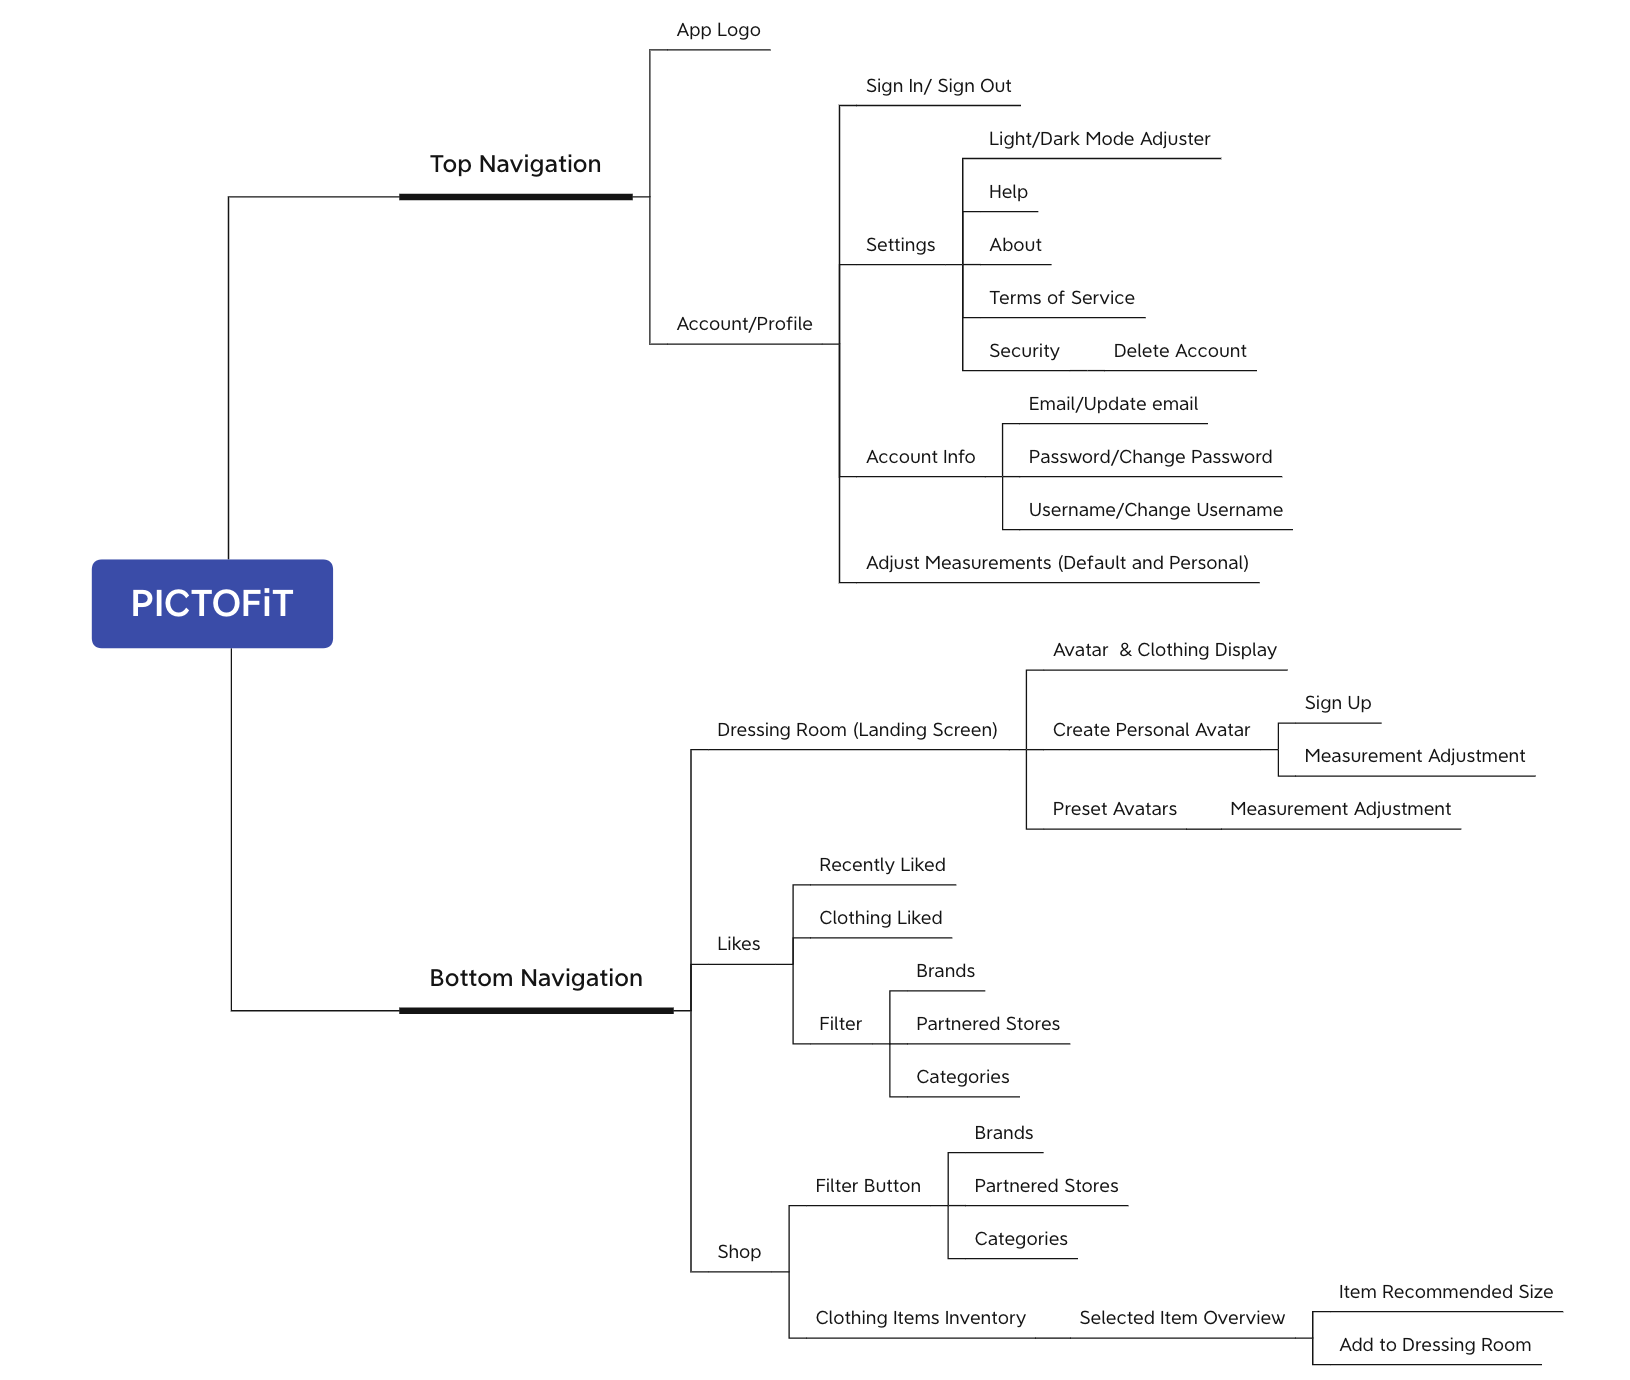 App Logo
Sign In/ Sign Out
Light/Dark Mode Adjuster
Top Navigation
Help
Settings
About
Terms of Service
Account/Profile
Security
Delete Account
Email/Update email
Account Info
Password/Change Password
Username/Change Username
Adjust Measurements (Default and Personal)
PICTOFiT
Avatar & Clothing Display
Sign Up
Dressing Room (Landing Screen)
Create Personal Avatar
Measurement Adjustment
Preset Avatars
Measurement Adjustment
Recently Liked
Clothing Liked
Likes
Brands
Bottom Navigation
Filter
Partnered Stores
Categories
Brands
Filter Button
Partnered Stores
Categories
Shop
Item Recommended Size
Clothing Items Inventory
Selected Item Overview
Add to Dressing Room